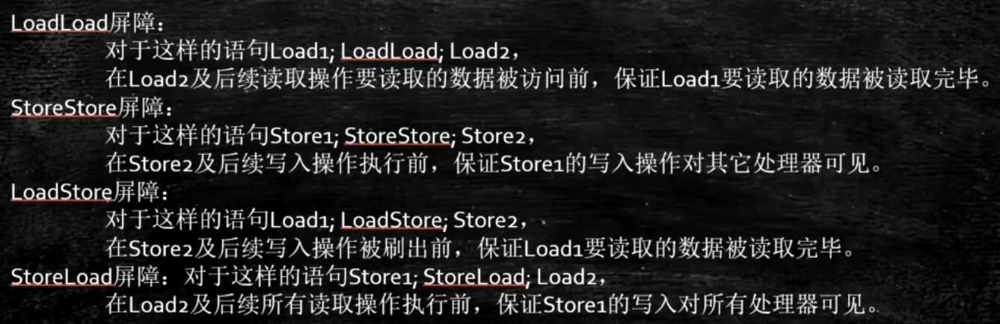 LoadLoad屏障：
对于这样的语句Load1; LoadLoad; Load2，
在Load2及后续读取操作要读取的数据被访问前，保证Load1要读取的数据被读取完毕。
StoreStore屏障：
对于这样的语句Store1; StoreStore; Store2，
在Store2及后续写入操作执行前，保证Store1的写入操作对其它处理器可见。
LoadStore屏障：
对于这样的语句Load1; LoadStore; Store2，
在Store2及后续写入操作被刷出前，保证Load1要读取的数据被读取完毕。
StoreLoad屏障：对于这样的语句Store1; StoreLoad; Load2，
在Load2及后续所有读取操作执行前，保证Store1的写入对所有处理器可见。